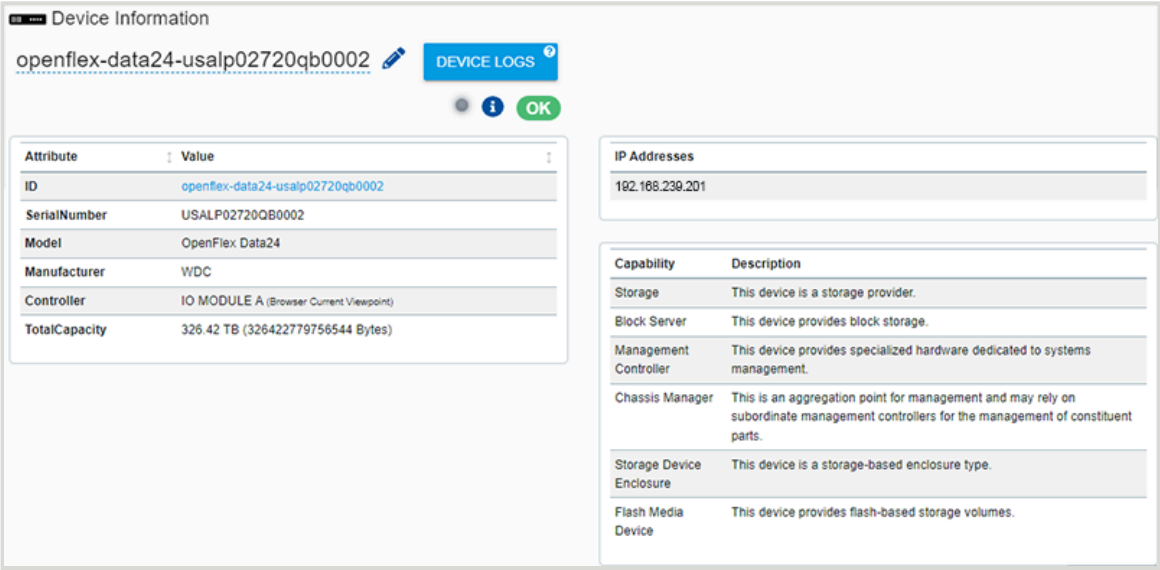 Device Information
openflex-data24-usalp02720qb0002
DEVICE LOGS ?
i OK
Attribute Value
ID openflex-data24-usalp02720qb0002
SerialNumber USALP02720QB0002
Model OpenFlex Data24
Manufacturer WDC
Controller IO MODULE A (Browser Current Viewpoint)
TotalCapacity 326.42 TB (326422779756544 Bytes)
IP Addresses
192.168.239.201
Capability Description
Storage This device is a storage provider.
Block Server This device provides block storage.
Management This device provides specialized hardware dedicated to systems
Controller management.
Chassis Manager This is an aggregation point for management and may rely on
subordinate management controllers for the management of constituent
parts.
Storage Device This device is a storage-based enclosure type.
Enclosure
Flash Media This device provides flash-based storage volumes.
Device